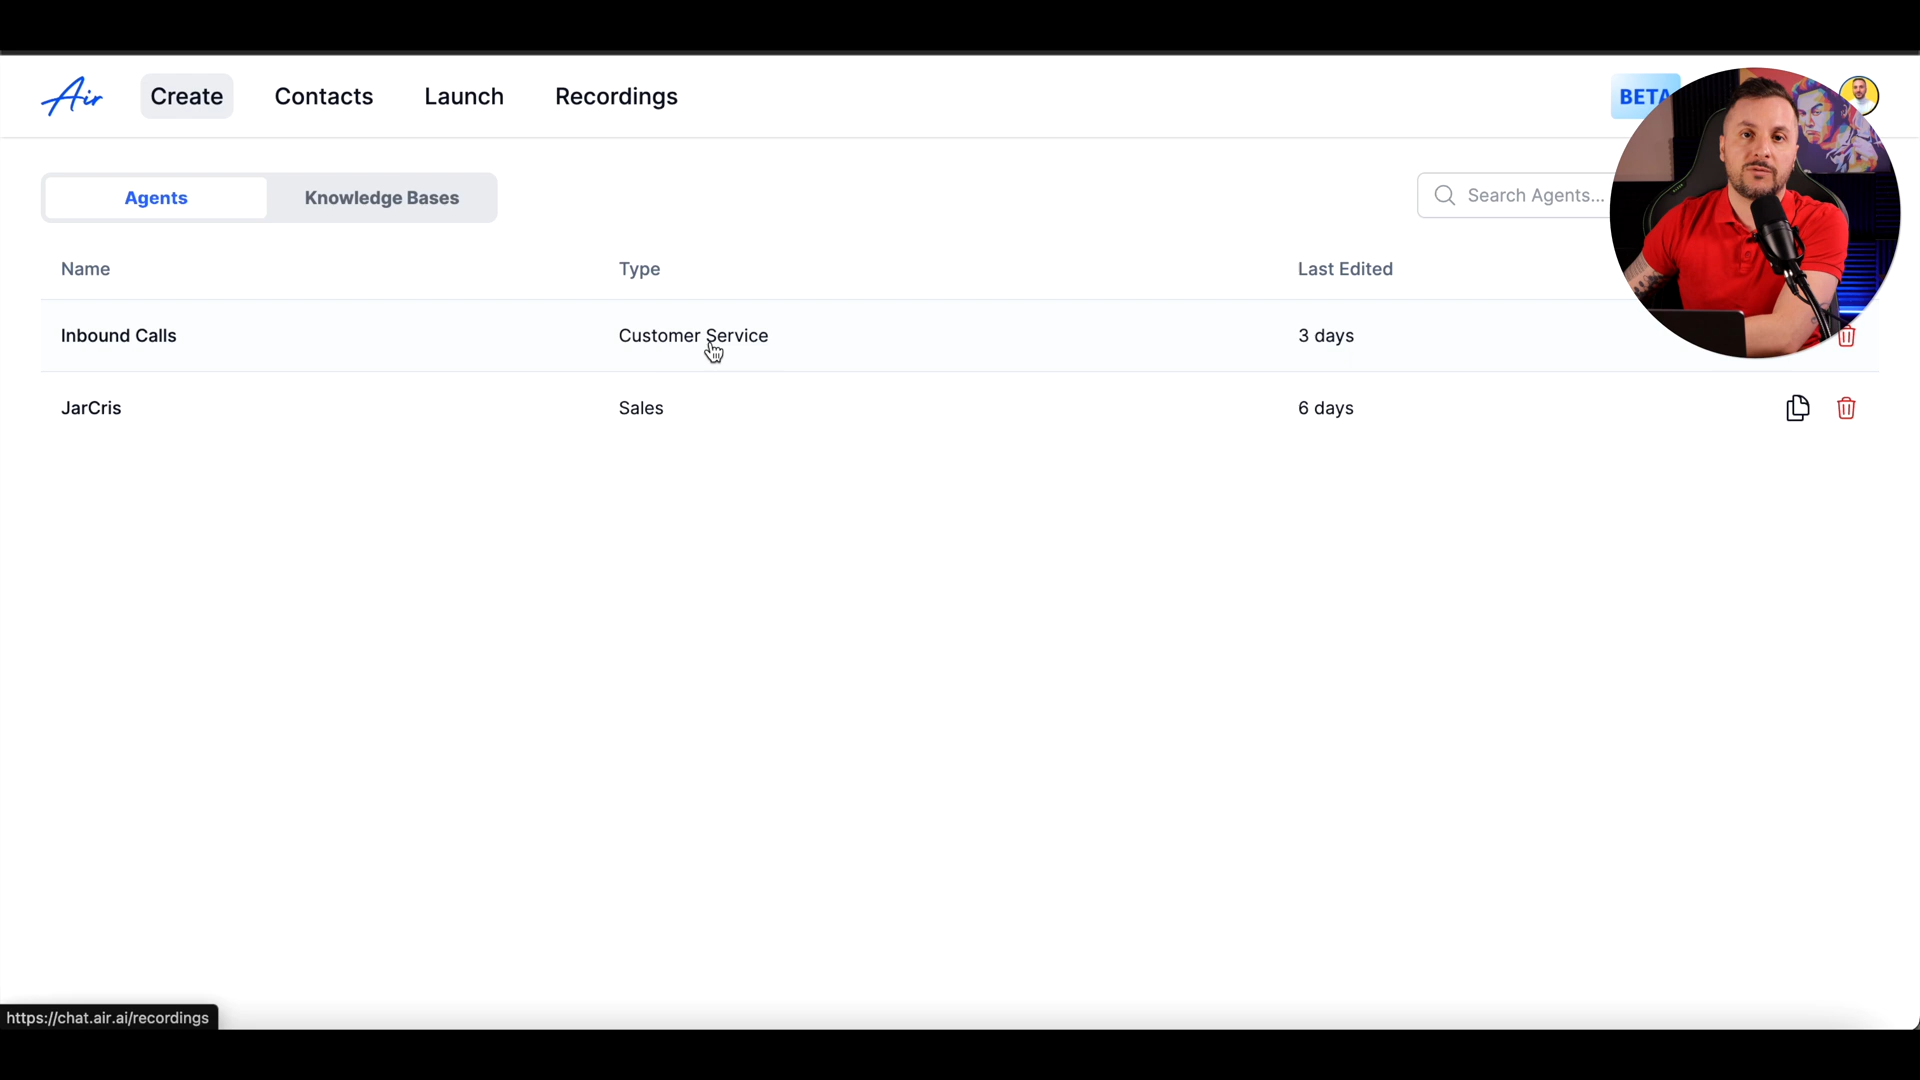 Air
Create
Contacts
Launch
Recordings
BETA
Agents
Knowledge Bases
Search Agents...
Name
Type
Last Edited
Inbound Calls
Customer Service
3 days
JarCris
Sales
6 days
https://chat.air.ai/recordings